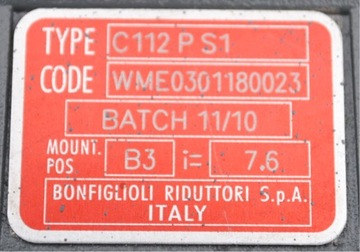 TYPE C112 P S1
CODE WME0301180023
BATCH 11/10
MOUNT. POS B3 i= 7.6
BONFIGLIOLI RIDUTTORI S.p.A.
ITALY